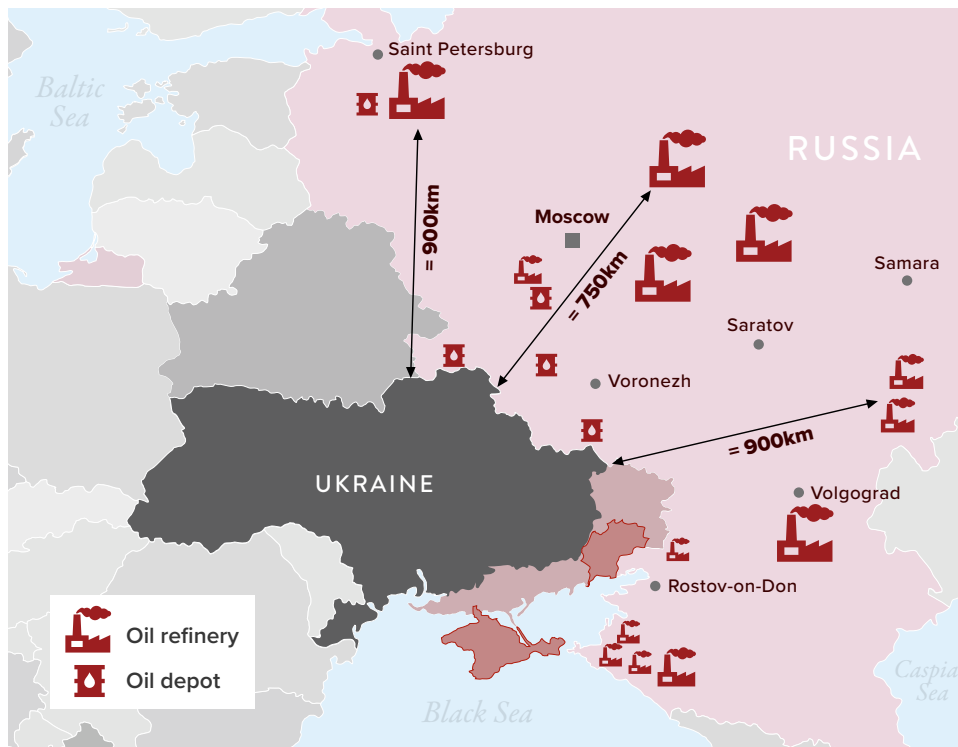 Saint Petersburg
Baltic
Sea
RUSSIA
= 900km
Moscow
= 750km
Samara
Saratov
Voronezh
= 900km
UKRAINE
Volgograd
Rostov-on-Don
Oil refinery
Oil depot
Caspia
Sea
Black Sea